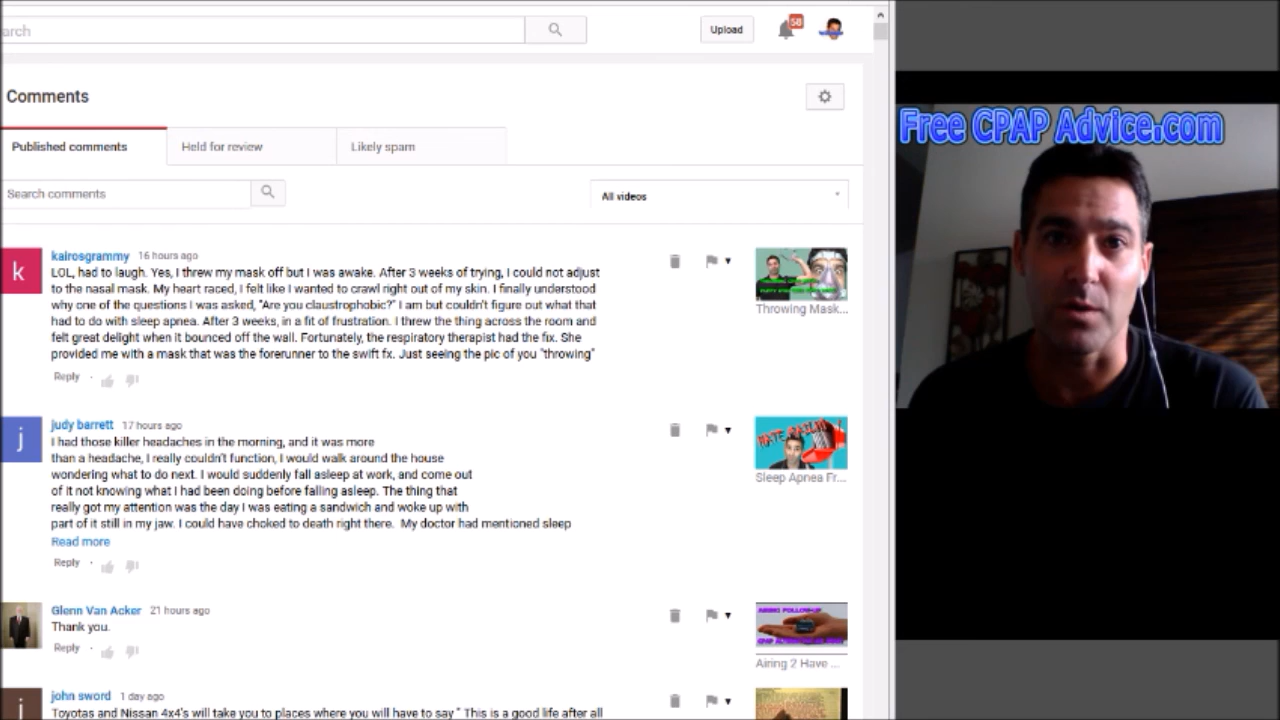 arch
Upload
58
Free CPAP Advice.com
Comments
Published comments
Held for review
Likely spam
Search comments
All videos
k
kairosgrammy 16 hours ago
LOL, had to laugh. Yes, I threw my mask off but I was awake. After 3 weeks of trying, I could not adjust
to the nasal mask. My heart raced, I felt like I wanted to crawl right out of my skin. I finally understood
why one of the questions I was asked, "Are you claustrophobic?" I am but couldn't figure out what that
had to do with sleep apnea. After 3 weeks, in a fit of frustration. I threw the thing across the room and
felt great delight when it bounced off the wall. Fortunately, the respiratory therapist had the fix. She
provided me with a mask that was the forerunner to the swift fx. Just seeing the pic of you "throwing"
Reply
Throwing Mask...
j
judy barrett 17 hours ago
I had those killer headaches in the morning, and it was more
than a headache, I really couldn't function, I would walk around the house
wondering what to do next. I would suddenly fall asleep at work, and come out
of it not knowing what I had been doing before falling asleep. The thing that
really got my attention was the day I was eating a sandwich and woke up with
part of it still in my jaw. I could have choked to death right there. My doctor had mentioned sleep
Read more
Reply
HATE MAIL!!!
Sleep Apnea Fr...
Glenn Van Acker 21 hours ago
Thank you.
Reply
AIRING FOLLOW-UP
Airing 2 Have ...
j
john sword 1 day ago
Toyotas and Nissan 4x4's will take you to places where you will have to say " This is a good life after all